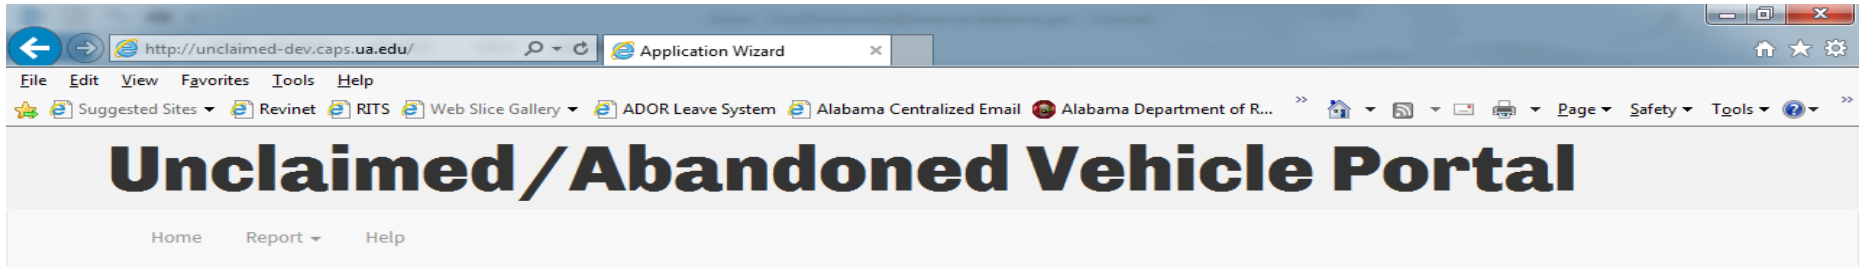 http://unclaimed-dev.caps.ua.edu/ Application Wizard
File Edit View Favorites Tools Help
Suggested Sites Revinet RITS Web Slice Gallery ADOR Leave System Alabama Centralized Email Alabama Department of R... Page Safety Tools
Unclaimed/Abandoned Vehicle Portal
Home Report Help